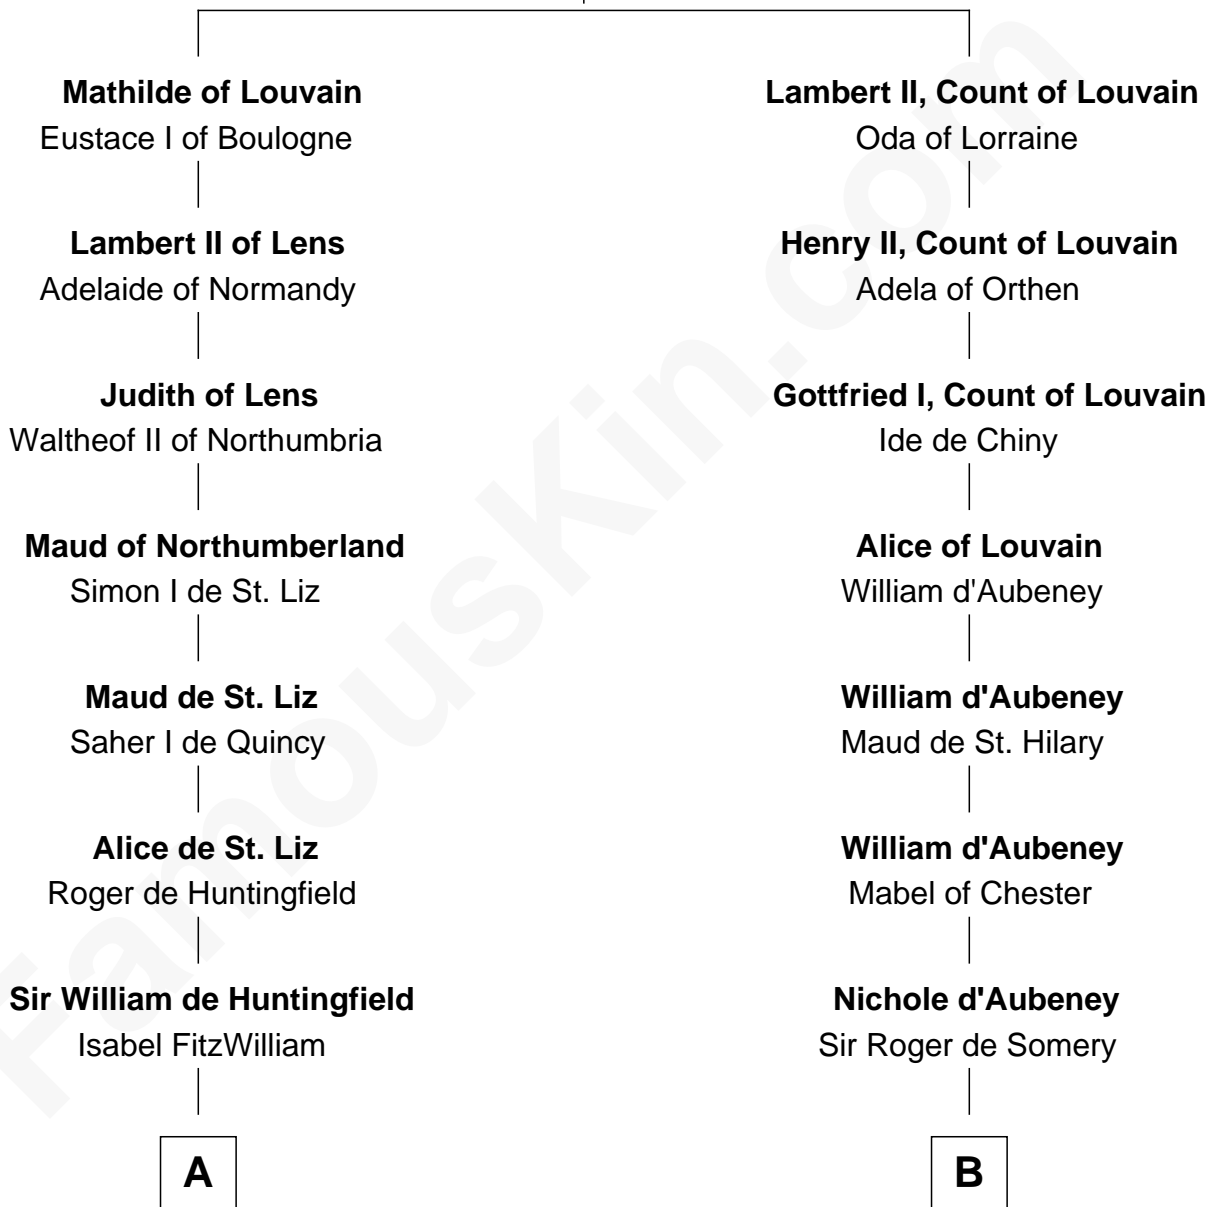 Mathilde of Louvain
Eustace I of Boulogne
Lambert II of Lens
Adelaide of Normandy
Judith of Lens
Waltheof II of Northumbria
Maud of Northumberland
Simon I de St. Liz
Maud de St. Liz
Saher I de Quincy
Alice de St. Liz
Roger de Huntingfield
Sir William de Huntingfield
Isabel FitzWilliam
A
Lambert II, Count of Louvain
Oda of Lorraine
Henry II, Count of Louvain
Adela of Orthen
Gottfried I, Count of Louvain
Ide de Chiny
Alice of Louvain
William d'Aubeney
William d'Aubeney
Maud de St. Hilary
William d'Aubeney
Mabel of Chester
Nichole d'Aubeney
Sir Roger de Somery
B
FamousKin.com